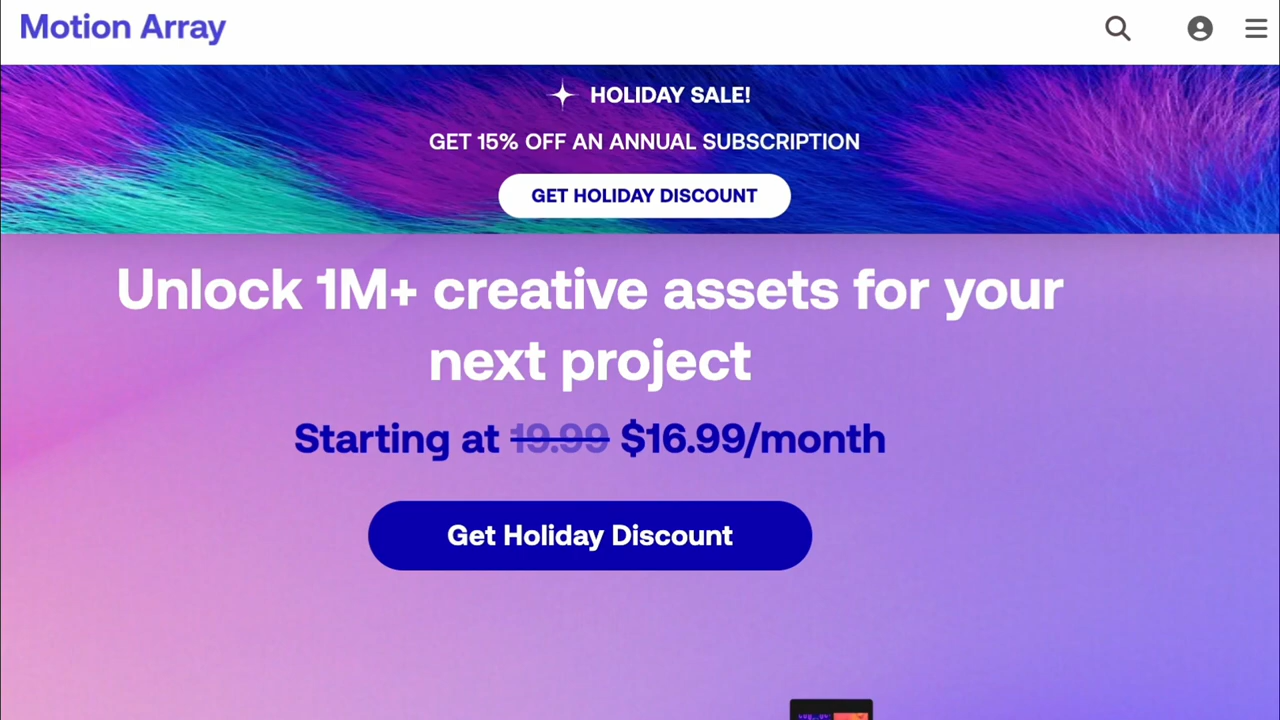 Motion Array
HOLIDAY SALE!
GET 15% OFF AN ANNUAL SUBSCRIPTION
GET HOLIDAY DISCOUNT
Unlock 1M+ creative assets for your
next project
Starting at 19.99 $16.99/month
Get Holiday Discount